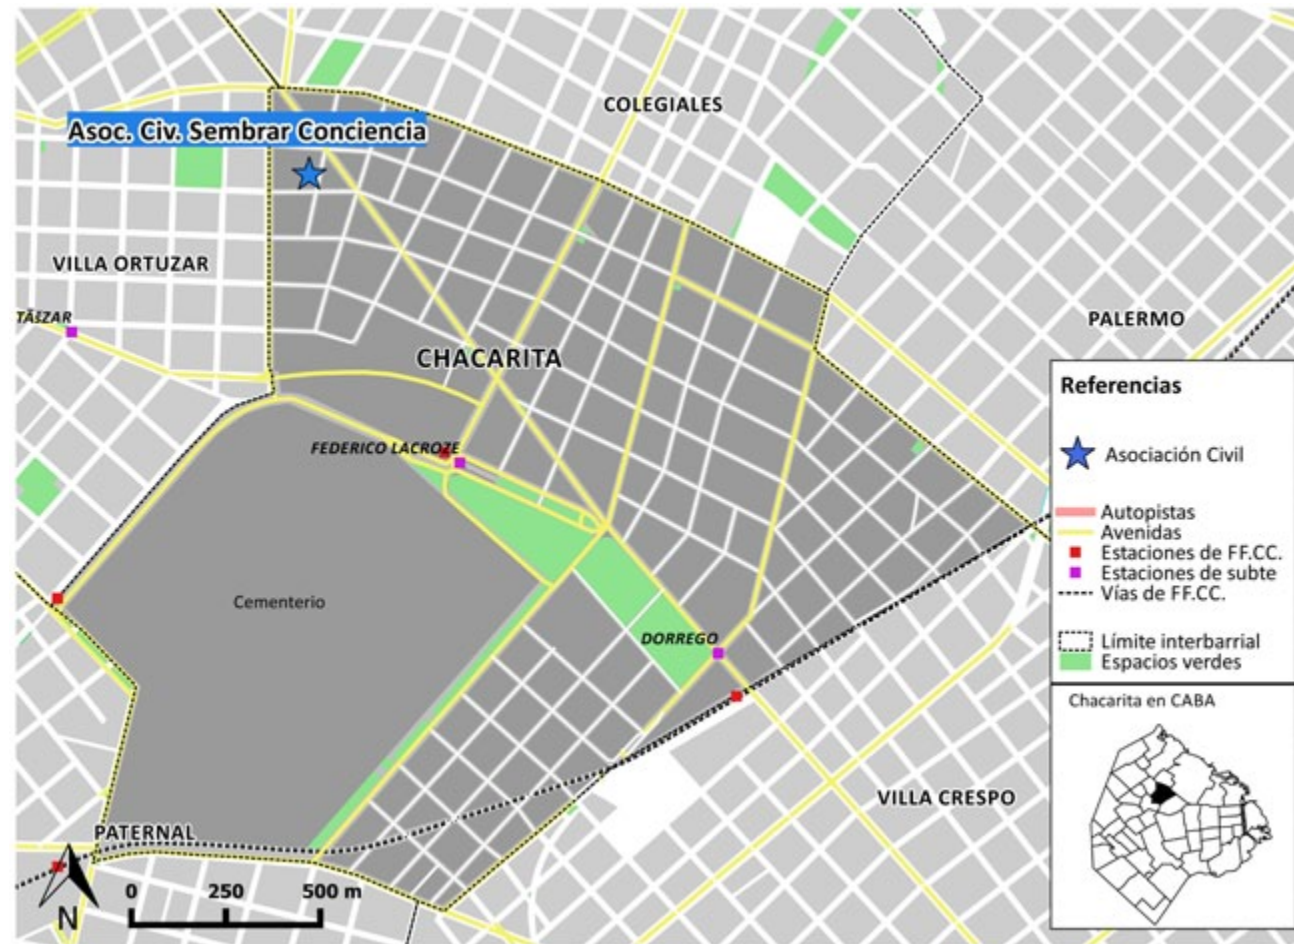 COLEGIALES
Asoc. Civ. Sembrar Conciencia
VILLA ORTUZAR
TÃšZAR
PALERMO
CHACARITA
FEDERICO LACROZE
Cementerio
DORREGO
VILLA CRESPO
PATERNAL
N
0 250 500 m
Referencias
Asociación Civil
Autopistas
Avenidas
Estaciones de FF.CC.
Estaciones de subte
Vías de FF.CC.
Límite interbarrial
Espacios verdes
Chacarita en CABA